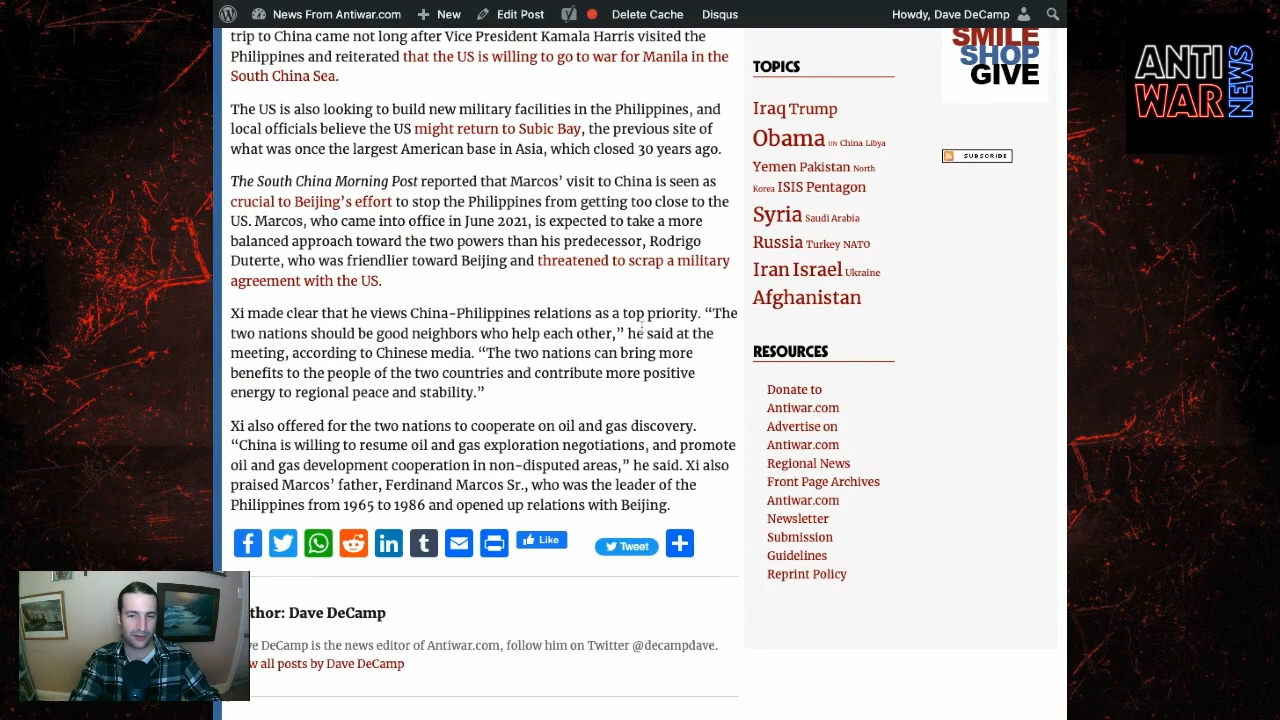 News From Antiwar.com
New
Edit Post
Delete Cache
Disqus
Howdy, Dave DeCamp
trip to China came not long after Vice President Kamala Harris visited the
Philippines and reiterated that the US is willing to go to war for Manila in the
South China Sea.
The US is also looking to build new military facilities in the Philippines, and
local officials believe the US might return to Subic Bay, the previous site of
what was once the largest American base in Asia, which closed 30 years ago.
The South China Morning Post reported that Marcos’ visit to China is seen as
crucial to Beijing’s effort to stop the Philippines from getting too close to the
US. Marcos, who came into office in June 2021, is expected to take a more
balanced approach toward the two powers than his predecessor, Rodrigo
Duterte, who was friendlier toward Beijing and threatened to scrap a military
agreement with the US.
Xi made clear that he views China-Philippines relations as a top priority. “The
two nations should be good neighbors who help each other,” he said at the
meeting, according to Chinese media. “The two nations can bring more
benefits to the people of the two countries and contribute more positive
energy to regional peace and stability.”
Xi also offered for the two nations to cooperate on oil and gas discovery.
“China is willing to resume oil and gas exploration negotiations, and promote
oil and gas development cooperation in non-disputed areas,” he said. Xi also
praised Marcos’ father, Ferdinand Marcos Sr., who was the leader of the
Philippines from 1965 to 1986 and opened up relations with Beijing.
Like
Tweet
thor: Dave DeCamp
ve DeCamp is the news editor of Antiwar.com, follow him on Twitter @decampdave.
w all posts by Dave DeCamp
TOPICS
Iraq Trump
Obama UN China Libya
Yemen Pakistan North
Korea ISIS Pentagon
Syria Saudi Arabia
Russia Turkey NATO
Iran Israel Ukraine
Afghanistan
RESOURCES
Donate to
Antiwar.com
Advertise on
Antiwar.com
Regional News
Front Page Archives
Antiwar.com
Newsletter
Submission
Guidelines
Reprint Policy
SMILE
SHOP
GIVE
SUBSCRIBE
ANTI
WAR
NEWS